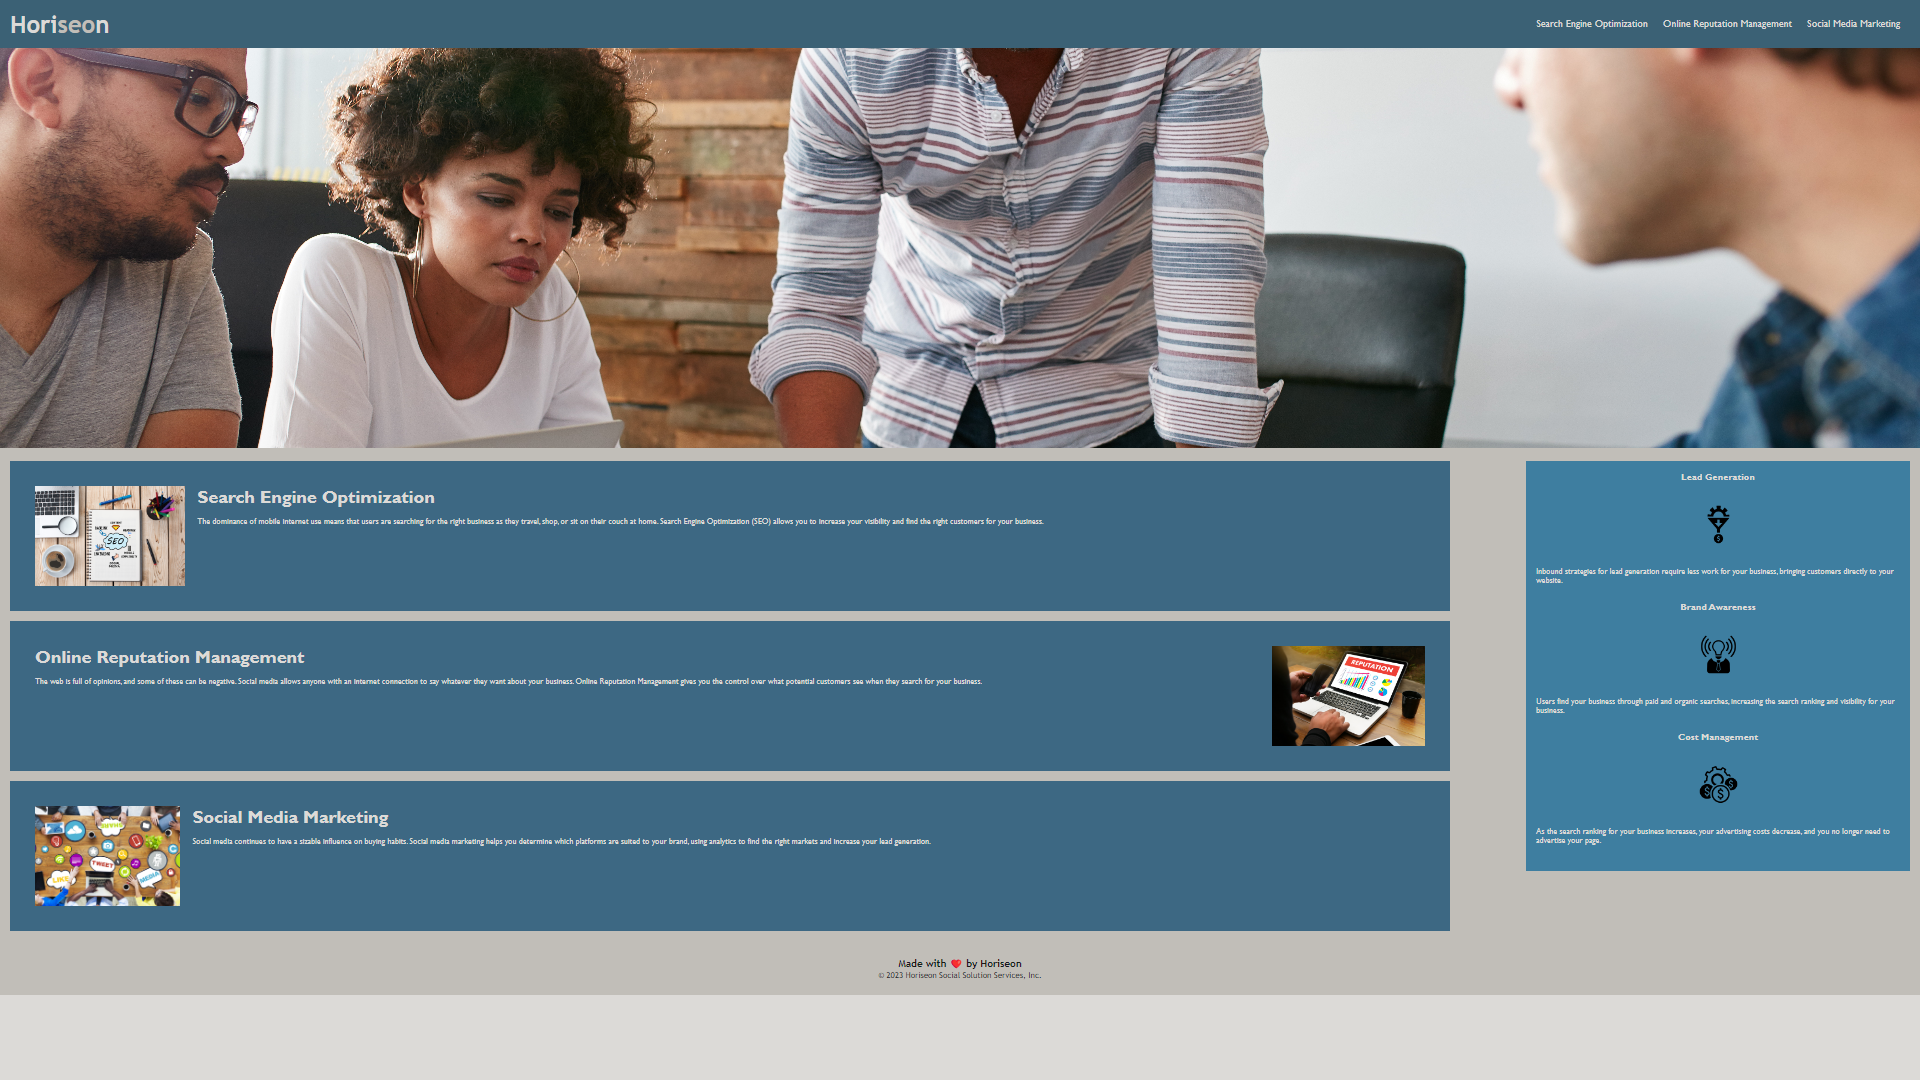 Horiseon
Search Engine Optimization Online Reputation Management Social Media Marketing
Search Engine Optimization
The dominance of mobile internet use means that users are searching for the right business as they travel, shop, or sit on their couch at home. Search Engine Optimization (SEO) allows you to increase your visibility and find the right customers for your business.
SEO
Online Reputation Management
The web is full of opinions, and some of these can be negative. Social media allows anyone with an internet connection to say whatever they want about your business. Online Reputation Management gives you the control over what potential customers see when they search for your business.
REPUTATION
Social Media Marketing
Social media continues to have a sizable influence on buying habits. Social media marketing helps you determine which platforms are suited to your brand, using analytics to find the right markets and increase your lead generation.
SHARE
TWEET
LIKE
MEDIA
Lead Generation
Inbound strategies for lead generation require less work for your business, bringing customers directly to your
website.
Brand Awareness
Users find your business through paid and organic searches, increasing the search ranking and visibility for your
business.
Cost Management
As the search ranking for your business increases, your advertising costs decrease, and you no longer need to
advertise your page.
Made with ❤️ by Horiseon
© 2023 Horiseon Social Solution Services, Inc.